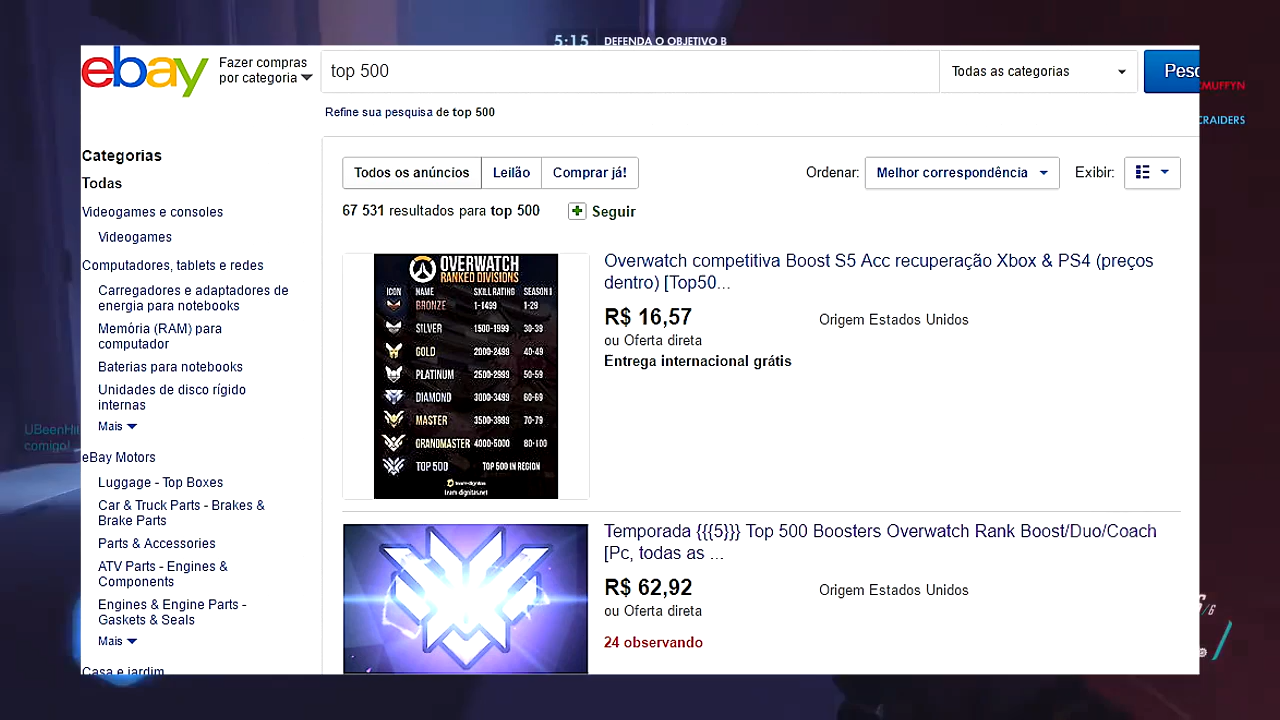 5:15 DEFENDA O OBJETIVO B
ebay
Fazer compras
por categoria
top 500
Todas as categorias
Pesq
MUFFYN
Refine sua pesquisa de top 500
CRAIDERS
Categorias
Todas
Videogames e consoles
Videogames
Computadores, tablets e redes
Carregadores e adaptadores de
energia para notebooks
Memória (RAM) para
computador
Baterias para notebooks
Unidades de disco rígido
internas
Mais
eBay Motors
Luggage - Top Boxes
Car & Truck Parts - Brakes &
Brake Parts
Parts & Accessories
ATV Parts - Engines &
Components
Engines & Engine Parts -
Gaskets & Seals
Mais
Casa e jardim
UBeenHit
comigo!
Todos os anúncios Leilão Comprar já!
Ordenar: Melhor correspondência Exibir:
67 531 resultados para top 500 Seguir
OVERWATCH
RANKED DIVISIONS
ICON NAME SKILL RATING SEASON 1
BRONZE 1-1499 1-29
SILVER 1500-1999 30-39
GOLD 2000-2499 40-49
PLATINUM 2500-2999 50-59
DIAMOND 3000-3499 60-69
MASTER 3500-3999 70-79
GRANDMASTER 4000-5000 80-100
TOP 500 TOP 500 IN REGION
team-dignitas
team-dignitas.net
Overwatch competitiva Boost S5 Acc recuperação Xbox & PS4 (preços
dentro) [Top50...
R$ 16,57
Origem Estados Unidos
ou Oferta direta
Entrega internacional grátis
Temporada {{{5}}} Top 500 Boosters Overwatch Rank Boost/Duo/Coach
[Pc, todas as ...
R$ 62,92
Origem Estados Unidos
ou Oferta direta
24 observando
/6